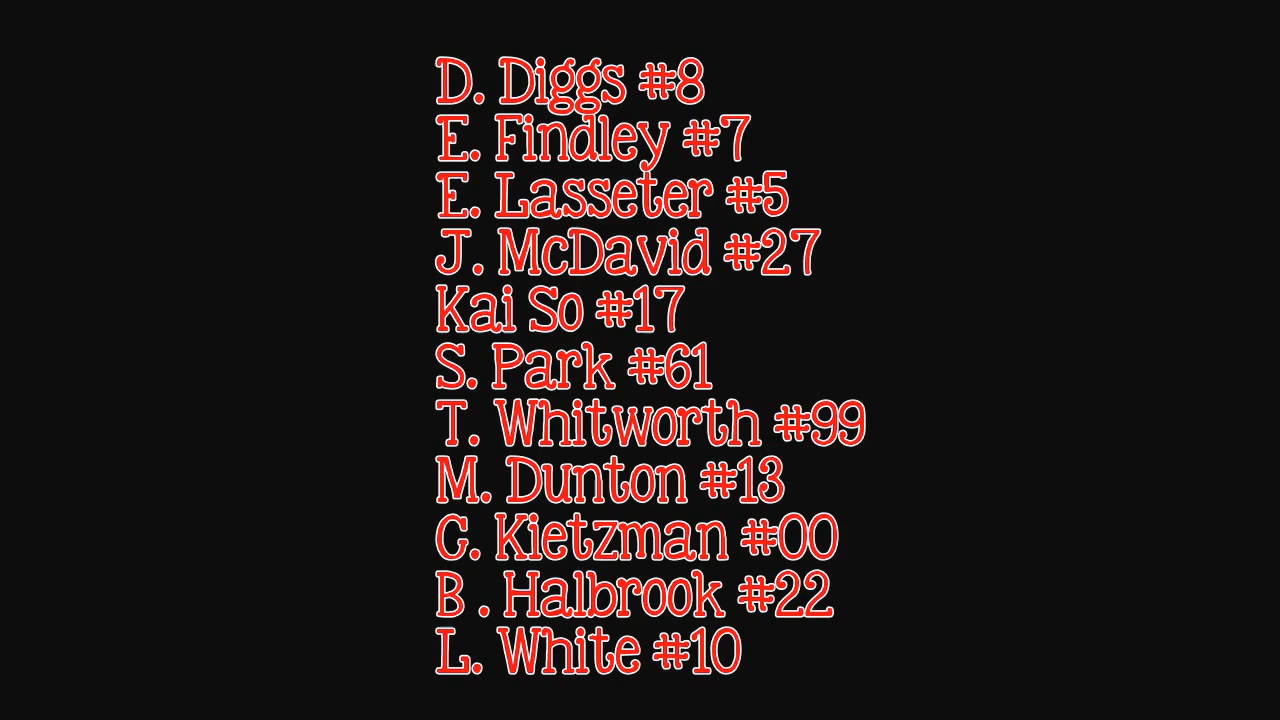 D. Diggs #8
E. Findley #7
E. Lasseter #5
J. McDavid #27
Kai So #17
S. Park #61
T. Whitworth #99
M. Dunton #13
C. Kietzman #00
B . Halbrook #22
L. White #10